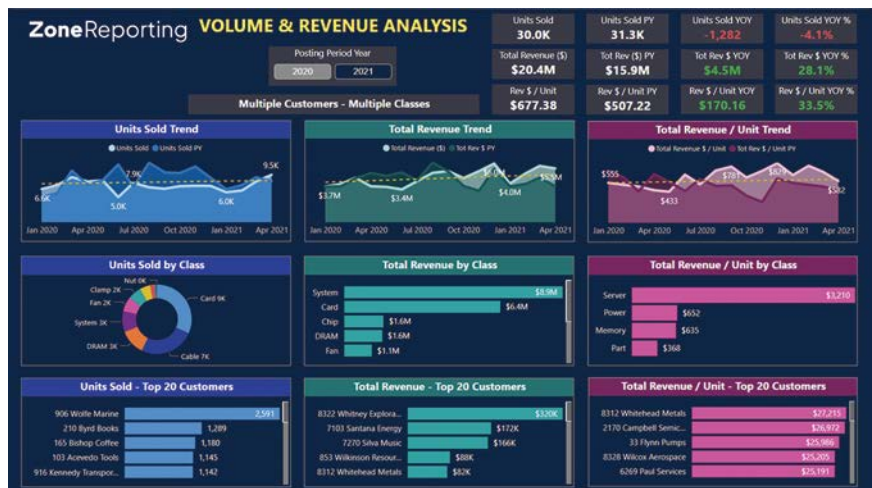 ZoneReporting
VOLUME & REVENUE ANALYSIS
Posting Period Year
2020 2021
Multiple Customers - Multiple Classes
Units Sold
30.0K
Units Sold PY
31.3K
Units Sold YOY
-1,282
Units Sold YOY %
-4.1%
Total Revenue ($)
$20.4M
Tot Rev ($) PY
$15.9M
Tot Rev $ YOY
$4.5M
Tot Rev $ YOY %
28.1%
Rev $ / Unit
$677.38
Rev $ / Unit PY
$507.22
Rev $ / Unit YOY
$170.16
Rev $ / Unit YOY %
33.5%
Units Sold Trend
Units Sold Units Sold PY
6.6K
7.9K
5.0K
6.0K
9.5K
Jan 2020 Apr 2020 Jul 2020 Oct 2020 Jan 2021 Apr 2021
Total Revenue Trend
Total Revenue ($) Tot Rev $ PY
$3.7M
$3.4M
$4.0M
Jan 2020 Apr 2020 Jul 2020 Oct 2020 Jan 2021 Apr 2021
Total Revenue / Unit Trend
Total Revenue $ / Unit Tot Rev $ / Unit PY
$555
$433
$781
$829
$582
Jan 2020 Apr 2020 Jul 2020 Oct 2020 Jan 2021 Apr 2021
Units Sold by Class
Nut 0K
Clamp 2K
Fan 2K
System 3K
DRAM 3K
Cable 7K
Card 9K
Total Revenue by Class
System $8.9M
Card $6.4M
Chip $1.6M
DRAM $1.6M
Fan $1.1M
Total Revenue / Unit by Class
Server $3,210
Power $652
Memory $635
Part $368
Units Sold - Top 20 Customers
906 Wolfe Marine 2,591
210 Byrd Books 1,289
165 Bishop Coffee 1,180
103 Acevedo Tools 1,145
916 Kennedy Transpor... 1,142
Total Revenue - Top 20 Customers
8322 Whitney Explora... $320K
7103 Santana Energy $172K
7270 Silva Music $166K
853 Wilkinson Resour... $88K
8312 Whitehead Metals $82K
Total Revenue / Unit - Top 20 Customers
8312 Whitehead Metals $27,215
2170 Campbell Semic... $26,972
33 Flynn Pumps $25,986
8328 Wilcox Aerospace $25,205
6269 Paul Services $25,191